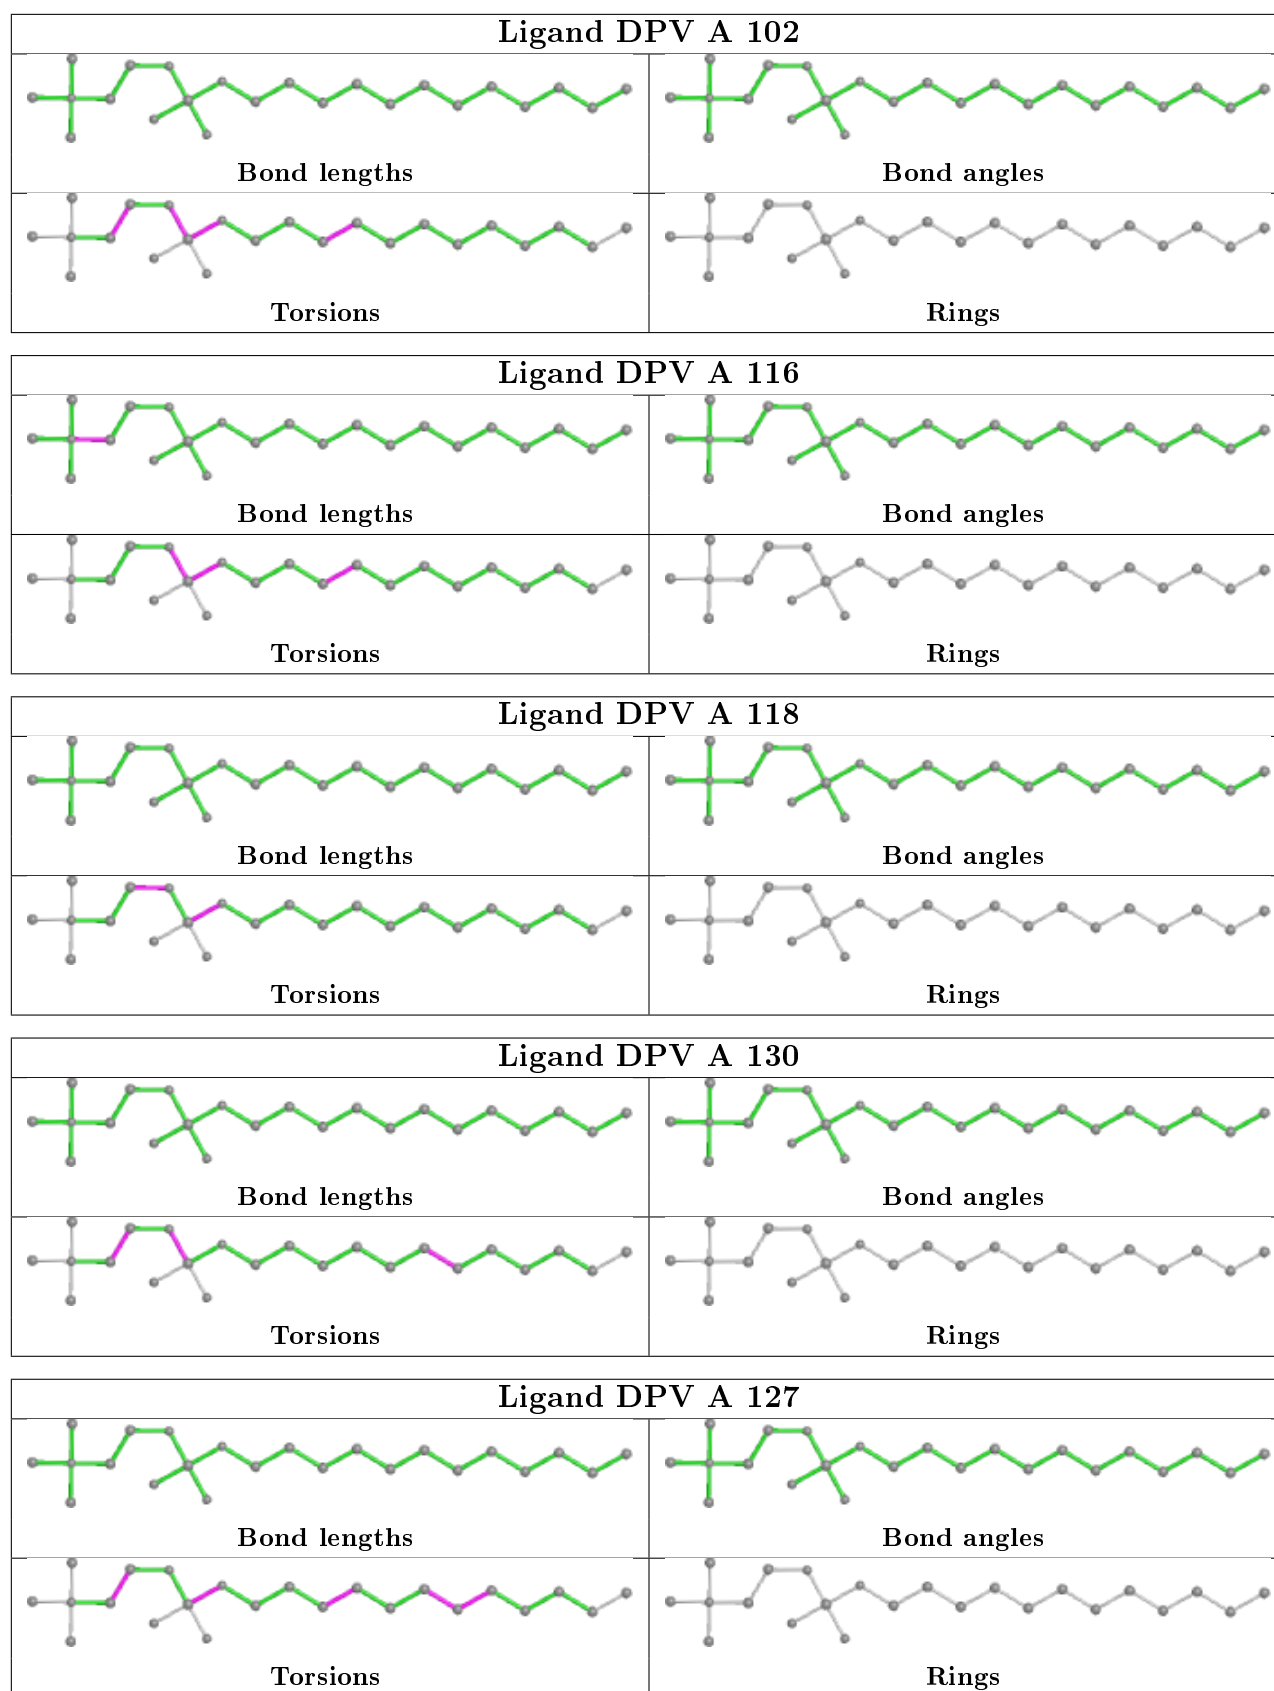 Ligand DPV A 102
Bond lengths
Bond angles
Torsions
Rings
Ligand DPV A 116
Bond lengths
Bond angles
Torsions
Rings
Ligand DPV A 118
Bond lengths
Bond angles
Torsions
Rings
Ligand DPV A 130
Bond lengths
Bond angles
Torsions
Rings
Ligand DPV A 127
Bond lengths
Bond angles
Torsions
Rings